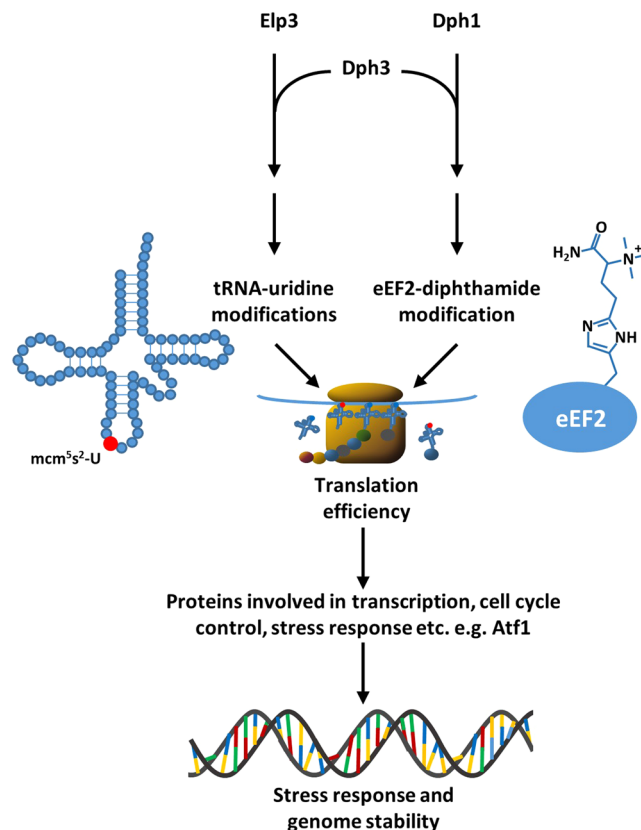 Elp3
Dph1
Dph3
O
H₂N
N
+
tRNA-uridine
modifications
eEF2-diphthamide
modification
N
NH
eEF2
mcm⁵s²-U
Translation
efficiency
Proteins involved in transcription, cell cycle
control, stress response etc. e.g. Atf1
Stress response and
genome stability